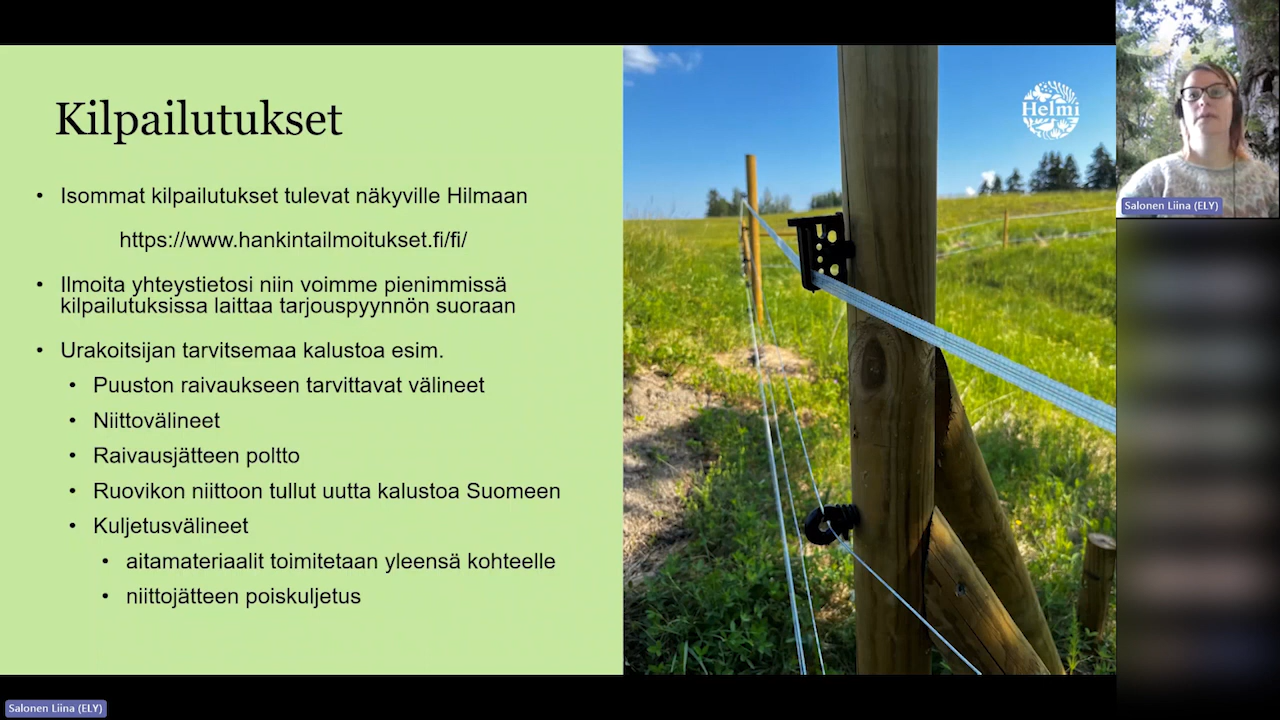 Kilpailutukset
• Isommat kilpailutukset tulevat näkyville Hilmaan
https://www.hankintailmoitukset.fi/fi/
• Ilmoita yhteystietosi niin voimme pienimmissä
kilpailutuksissa laittaa tarjouspyynnön suoraan
• Urakoitsijan tarvitsemaa kalustoa esim.
• Puuston raivaukseen tarvittavat välineet
• Niittovälineet
• Raivausjätteen poltto
• Ruovikon niittoon tullut uutta kalustoa Suomeen
• Kuljetusvälineet
• aitamateriaalit toimitetaan yleensä kohteelle
• niittojätteen poiskuljetus
Helmi
Salonen Liina (ELY)
Salonen Liina (ELY)